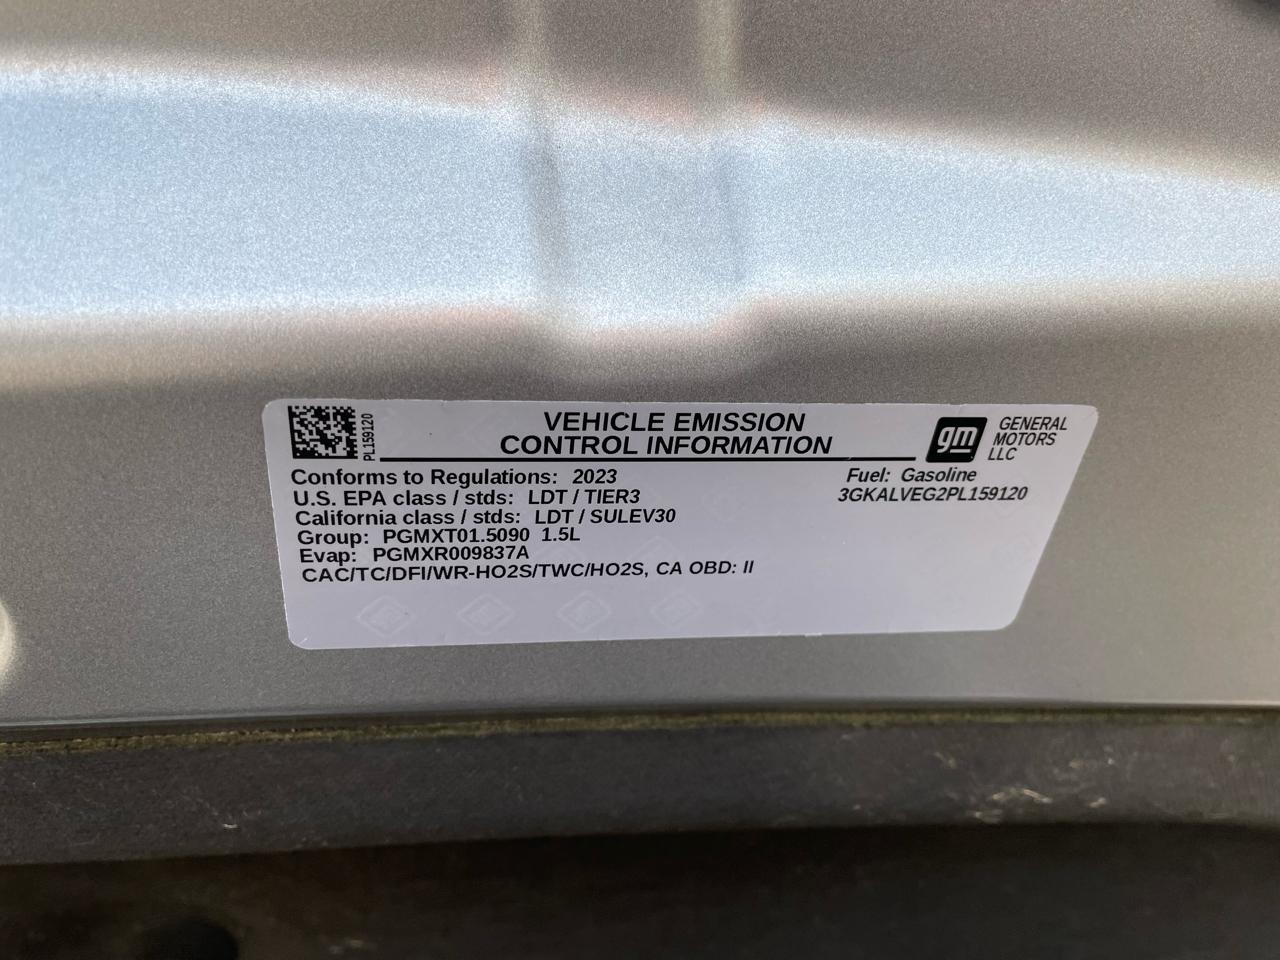 PL159120
VEHICLE EMISSION
CONTROL INFORMATION
gm
GENERAL
MOTORS
LLC
Conforms to Regulations: 2023
U.S. EPA class / stds: LDT / TIER3
California class / stds: LDT / SULEV30
Group: PGMXT01.5090 1.5L
Evap: PGMXR009837A
CAC/TC/DFI/WR-HO2S/TWC/HO2S, CA OBD: II
Fuel: Gasoline
3GKALVEG2PL159120